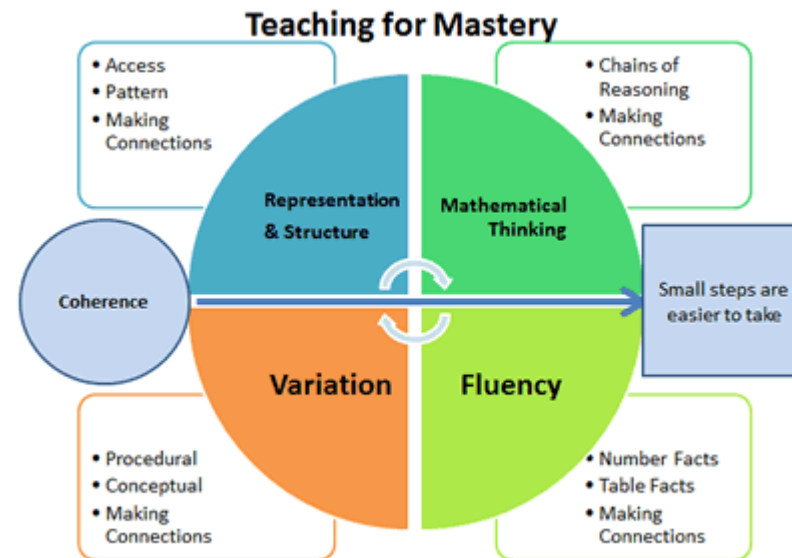 Teaching for Mastery
• Access
• Pattern
• Making
Connections
• Chains of
Reasoning
• Making
Connections
Representation
& Structure
Mathematical
Thinking
Coherence
Small steps are
easier to take
Variation
Fluency
• Procedural
• Conceptual
• Making
Connections
• Number Facts
• Table Facts
• Making
Connections